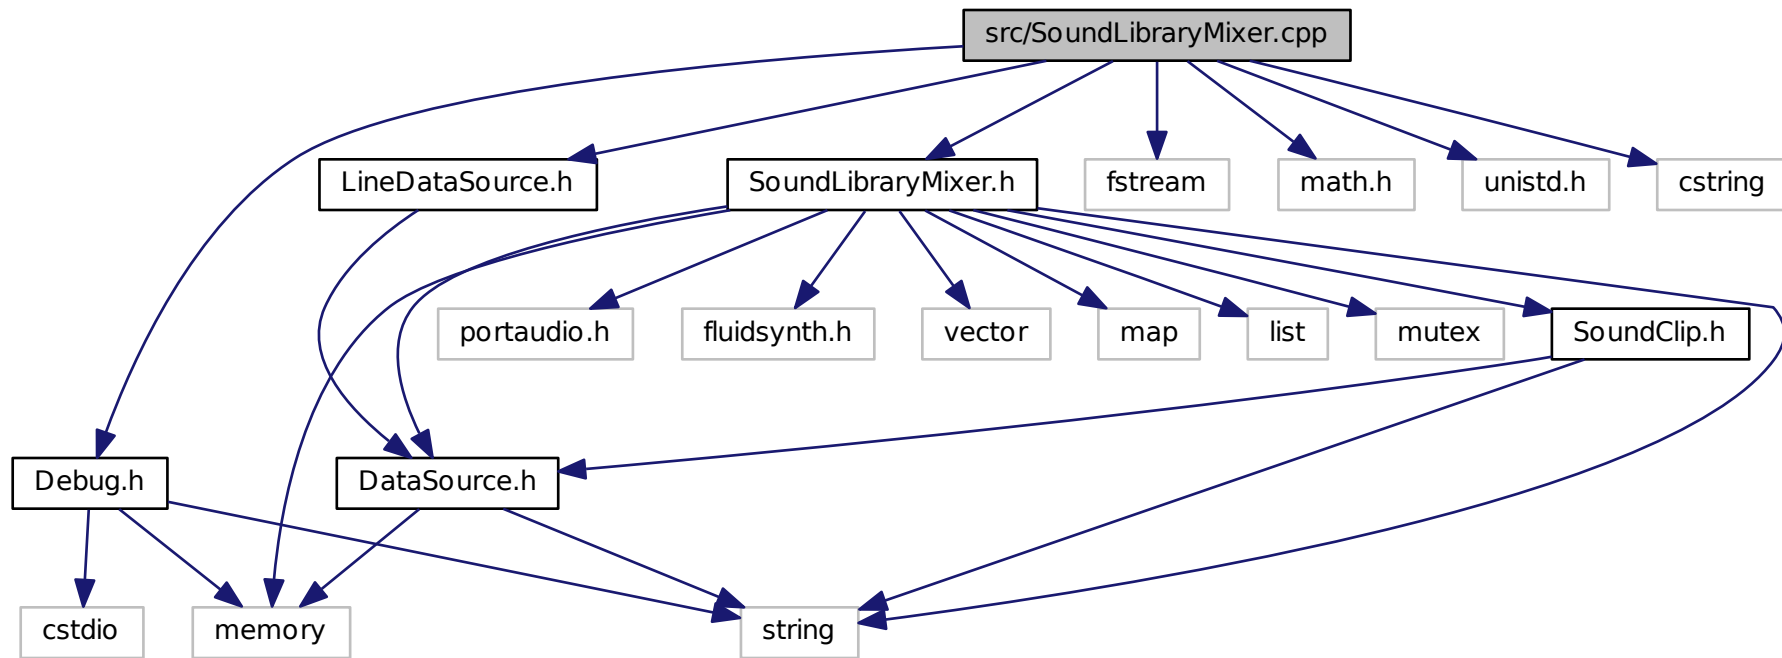 src/SoundLibraryMixer.cpp
LineDataSource.h
SoundLibraryMixer.h
fstream
math.h
unistd.h
cstring
portaudio.h
fluidsynth.h
vector
map
list
mutex
SoundClip.h
Debug.h
DataSource.h
cstdio
memory
string